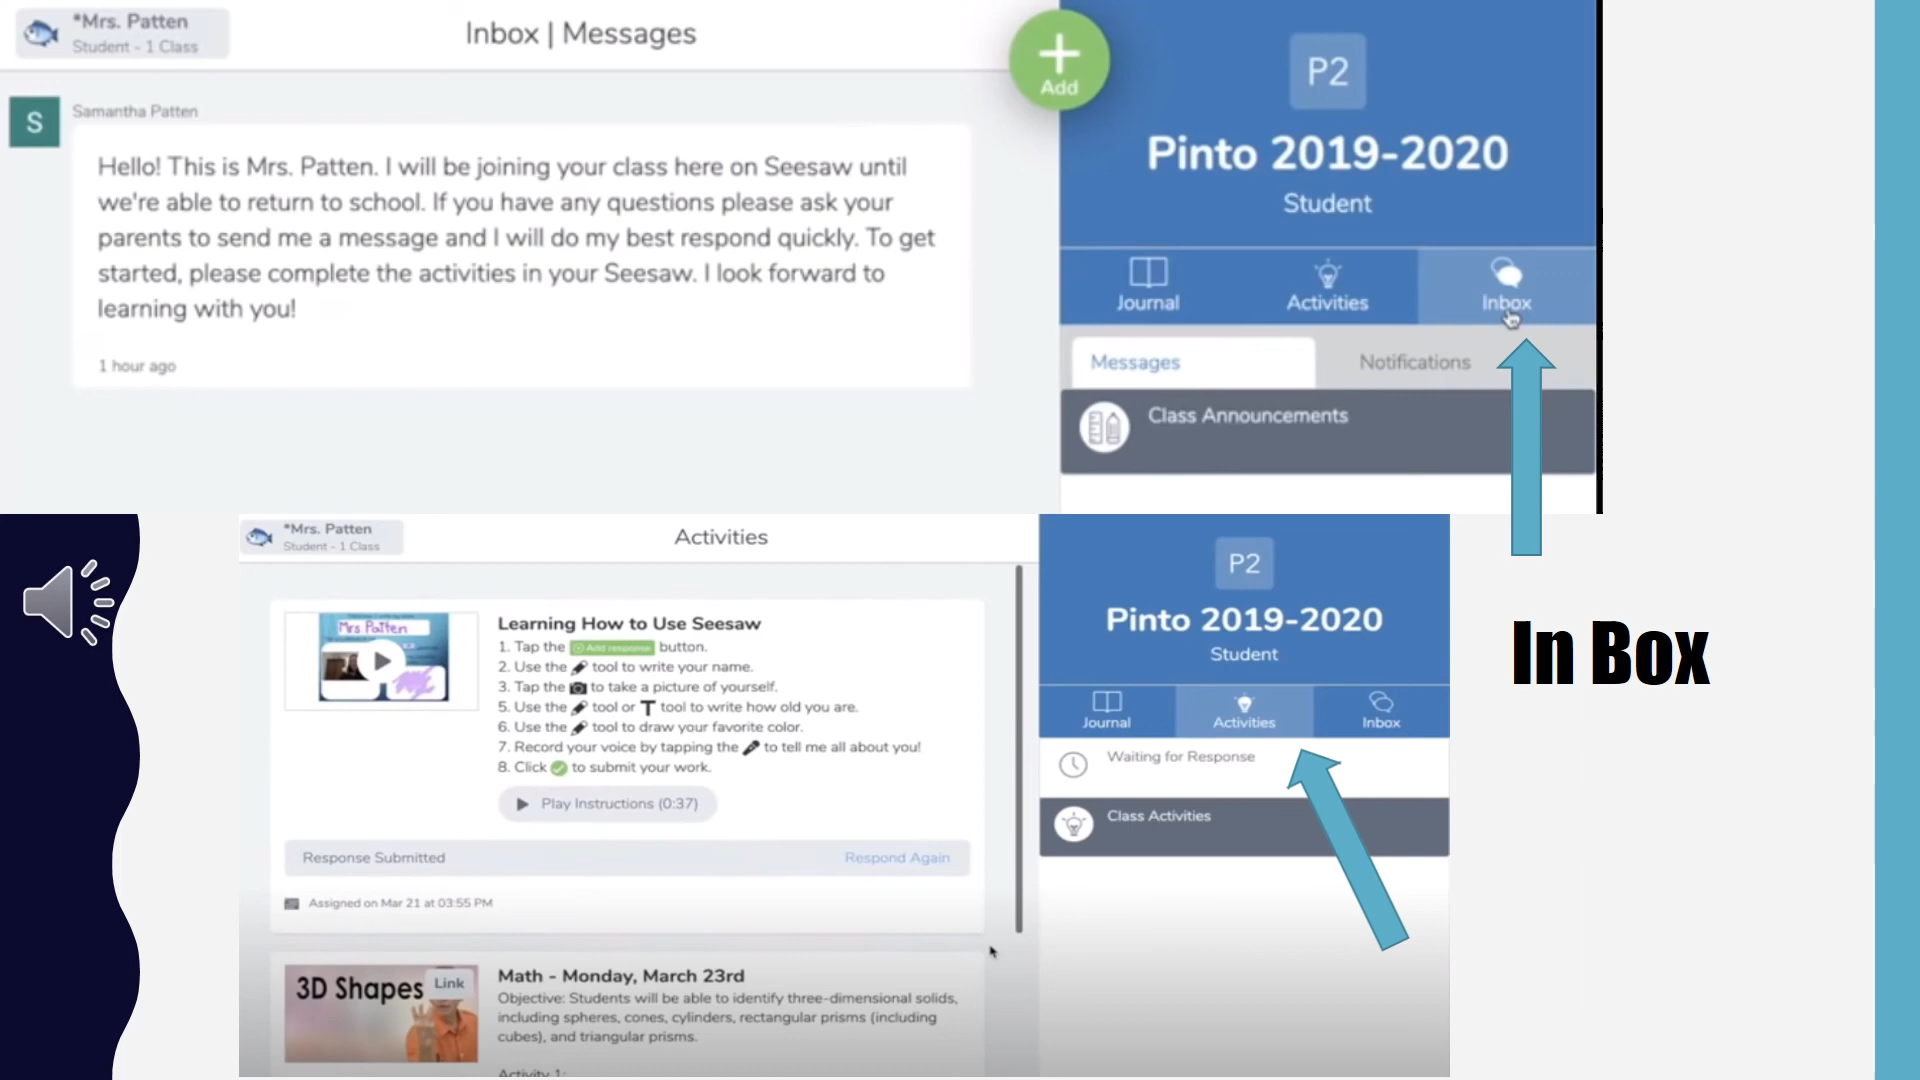 *Mrs. Patten
Student - 1 Class
Inbox | Messages
Add
S
Samantha Patten
Hello! This is Mrs. Patten. I will be joining your class here on Seesaw until
we're able to return to school. If you have any questions please ask your
parents to send me a message and I will do my best respond quickly. To get
started, please complete the activities in your Seesaw. I look forward to
learning with you!
1 hour ago
P2
Pinto 2019-2020
Student
Journal
Activities
Inbox
Messages
Notifications
Class Announcements
*Mrs. Patten
Student - 1 Class
Activities
Mrs Patten
Learning How to Use Seesaw
1. Tap the Add response button.
2. Use the tool to write your name.
3. Tap the to take a picture of yourself.
5. Use the tool or T tool to write how old you are.
6. Use the tool to draw your favorite color.
7. Record your voice by tapping the to tell me all about you!
8. Click to submit your work.
Play Instructions (0:37)
Response Submitted
Respond Again
Assigned on Mar 21 at 03:55 PM
3D Shapes
Link
Math - Monday, March 23rd
Objective: Students will be able to identify three-dimensional solids,
including spheres, cones, cylinders, rectangular prisms (including
cubes), and triangular prisms.
Activity 1:
P2
Pinto 2019-2020
Student
Journal
Activities
Inbox
Waiting for Response
Class Activities
In Box